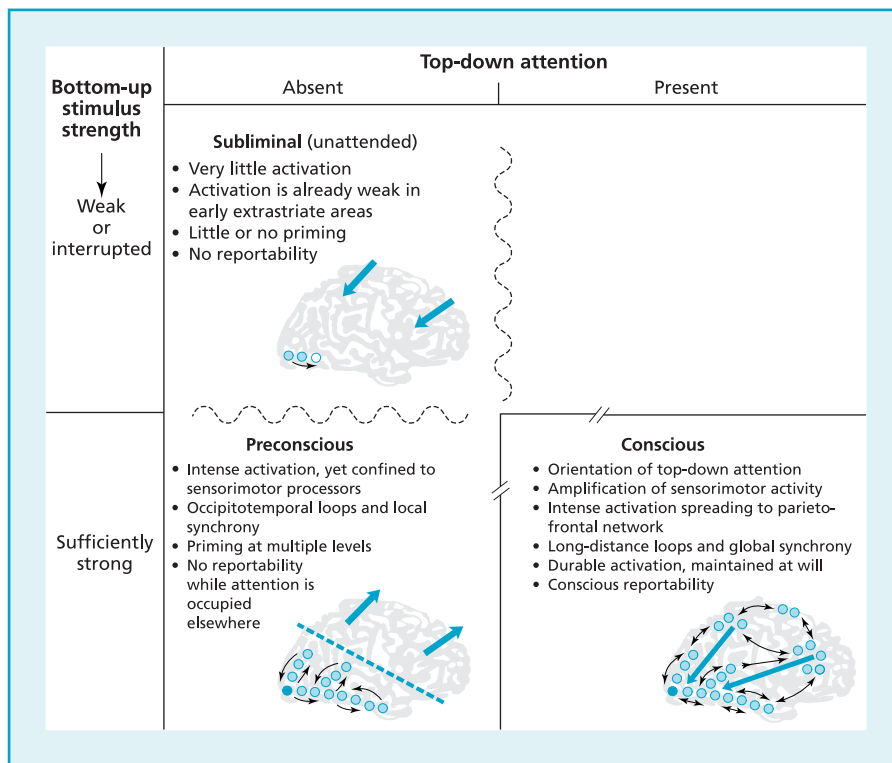 Top-down attention
Bottom-up
stimulus
strength
Absent
Present
Weak
or
interrupted
Subliminal (unattended)
• Very little activation
• Activation is already weak in
early extrastriate areas
• Little or no priming
• No reportability
Sufficiently
strong
Preconscious
• Intense activation, yet confined to
sensorimotor processors
• Occipitotemporal loops and local
synchrony
• Priming at multiple levels
• No reportability
while attention is
occupied
elsewhere
Conscious
• Orientation of top-down attention
• Amplification of sensorimotor activity
• Intense activation spreading to parieto-
frontal network
• Long-distance loops and global synchrony
• Durable activation, maintained at will
• Conscious reportability